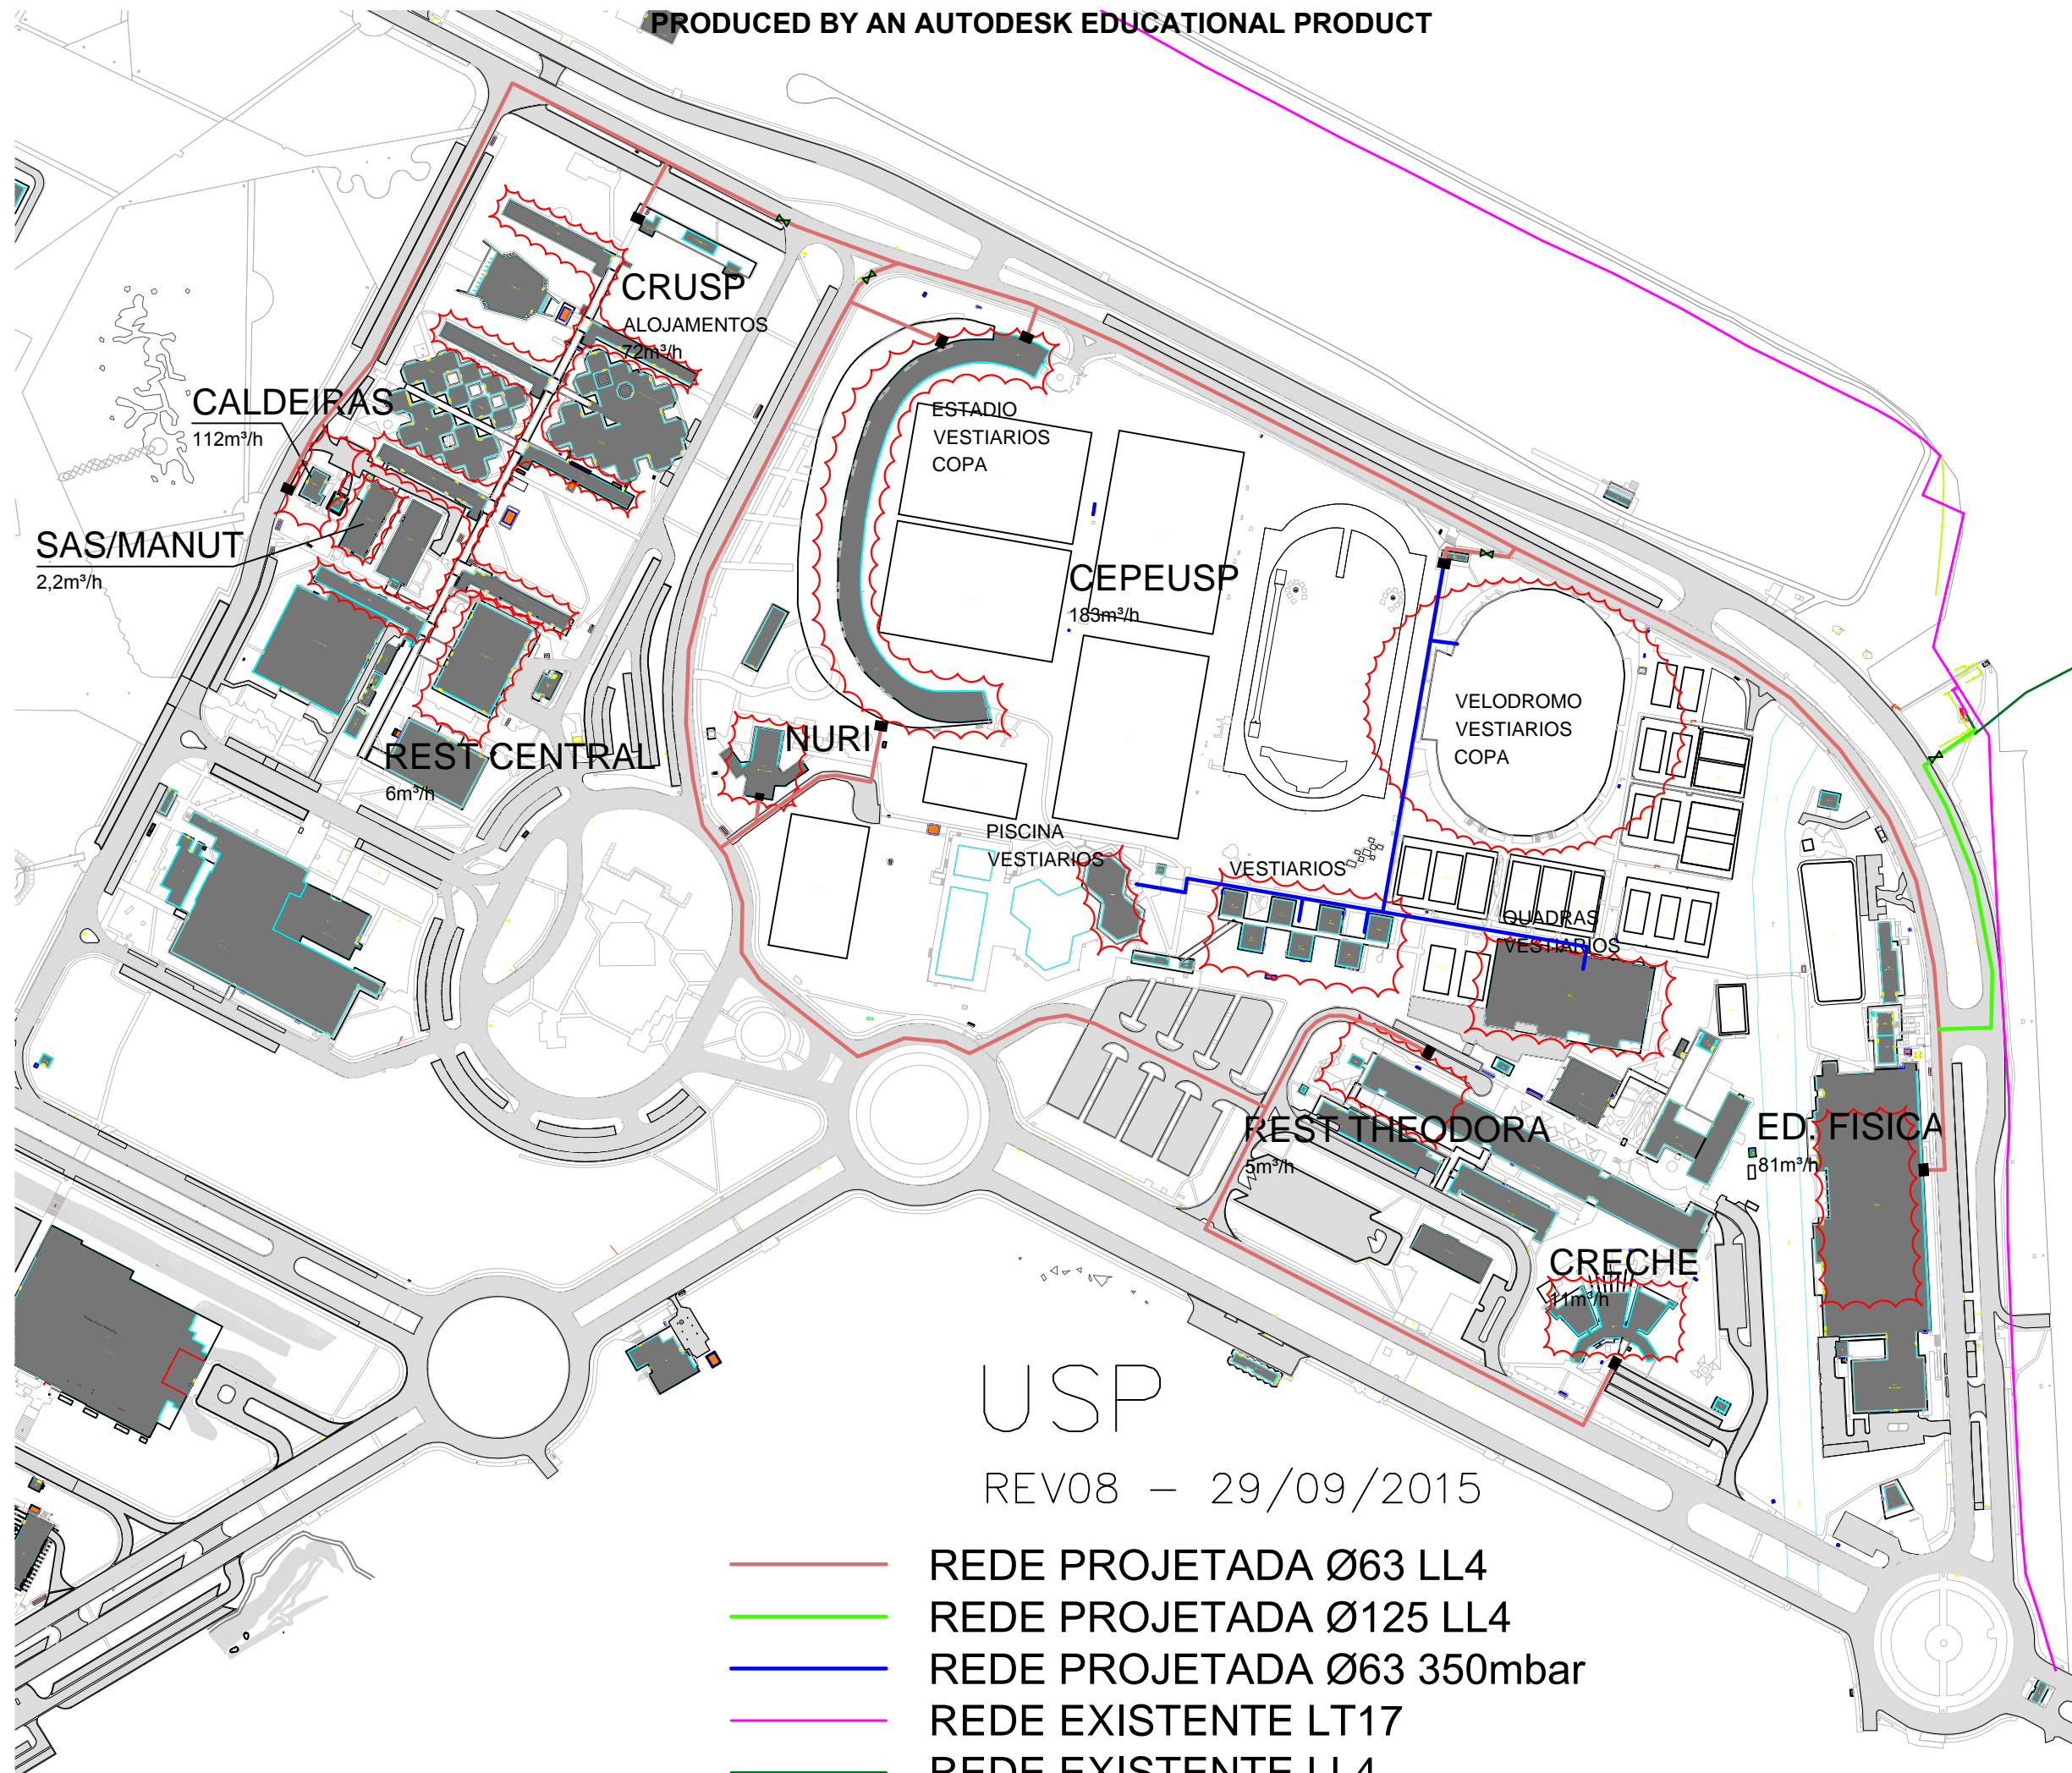 PRODUCED BY AN AUTODESK EDUCATIONAL PRODUCT
CRUSP
ALOJAMENTOS
72m³/h
CALDEIRAS
112m³/h
ESTADIO
VESTIARIOS
COPA
SAS/MANUT
2,2m³/h
CEPEUSP
183m³/h
VELODROMO
VESTIARIOS
COPA
NURI
REST CENTRAL
6m³/h
PISCINA
VESTIARIOS
VESTIARIOS
QUADRAS
VESTIARIOS
REST THEODORA
5m³/h
ED. FISICA
81m³/h
CRECHE
11m³/h
USP
REV08 – 29/09/2015
REDE PROJETADA Ø63 LL4
REDE PROJETADA Ø125 LL4
REDE PROJETADA Ø63 350mbar
REDE EXISTENTE LT17
REDE EXISTENTE LL4